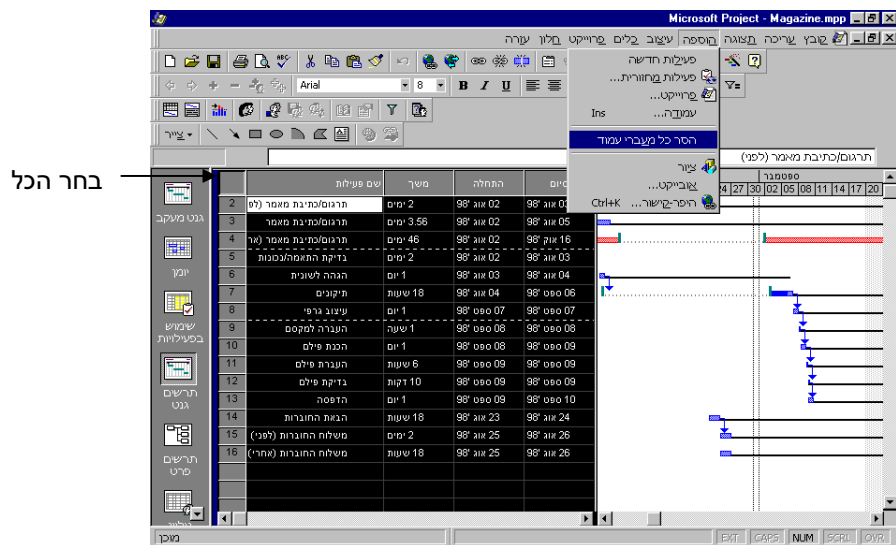 Microsoft Project - Magazine.mpp
קובץ עריכה תצוגה הוספה עיצוב כלים פרוייקט חלון עזרה
Arial 8 B I U
צייר
פעילות חדשה
פעילות מחזורית...
פרוייקט...
עמודה... Ins
הסר כל מעברי עמוד
ציור
אובייקט...
היפר-קישור... Ctrl+K
תרגום/כתיבת מאמר (לפני)
בחר הכל
שם פעילות משך התחלה סיום
ספטמבר
24 27 30 02 05 08 11 14 17 20
2 תרגום/כתיבת מאמר (לפ 2 ימים 02 אוג '98 03 אוג '98
3 תרגום/כתיבת מאמר 3.56 ימים 02 אוג '98 05 אוג '98
4 תרגום/כתיבת מאמר (אר 46 ימים 02 אוג '98 16 אוק '98
5 בדיקת התאמה/נכונות 2 ימים 02 אוג '98 03 אוג '98
6 הגהה לשונית 1 יום 03 אוג '98 04 אוג '98
7 תיקונים 18 שעות 04 אוג '98 06 ספט '98
8 עיצוב גרפי 1 יום 07 ספט '98 07 ספט '98
9 העברה למקסם 1 שעה 08 ספט '98 08 ספט '98
10 הכנת פילם 1 יום 08 ספט '98 09 ספט '98
11 העברת פילם 6 שעות 09 ספט '98 09 ספט '98
12 בדיקת פילם 10 דקות 09 ספט '98 09 ספט '98
13 הדפסה 1 יום 09 ספט '98 10 ספט '98
14 הבאת החוברות 18 שעות 23 אוג '98 24 אוג '98
15 משלוח החוברות (לפני) 2 ימים 25 אוג '98 26 אוג '98
16 משלוח החוברות (אחרי) 18 שעות 25 אוג '98 26 אוג '98
גנט מעקב
יומן
שימוש
בפעילויות
תרשים
גנט
תרשים
פרט
מוכן
EXT CAPS NUM SCRL OVR